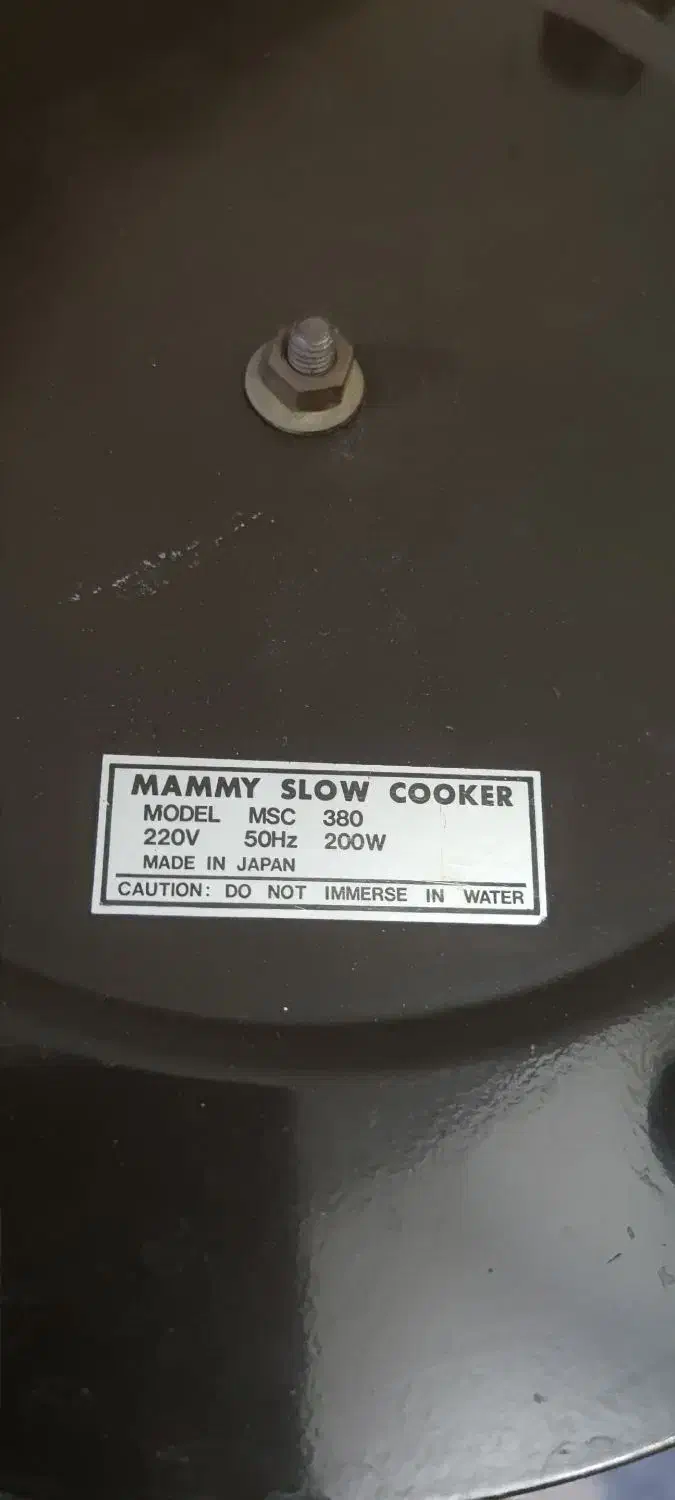 MAMMY SLOW COOKER
MODEL MSC 380
220V 50Hz 200W
MADE IN JAPAN
CAUTION: DO NOT IMMERSE IN WATER